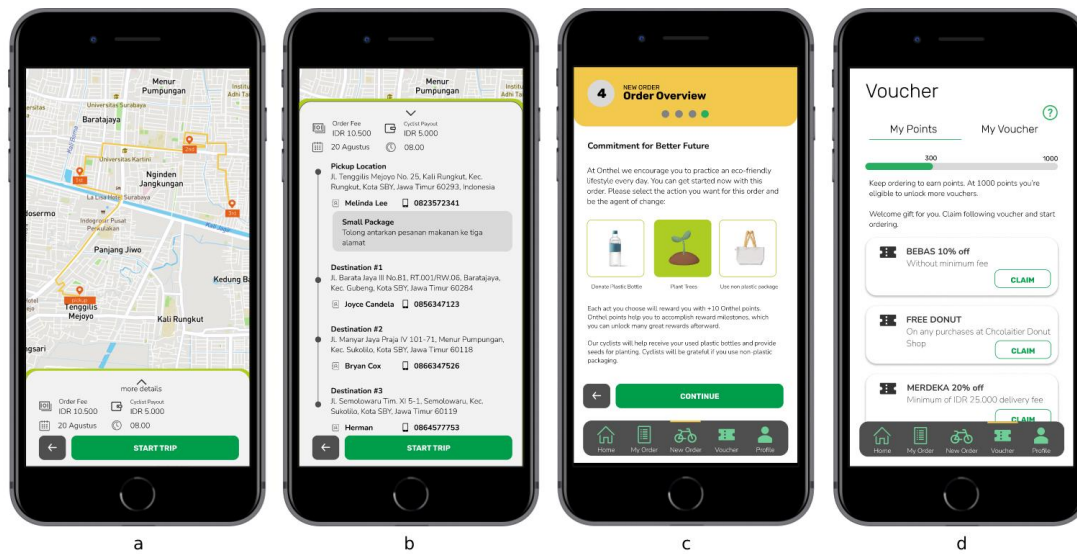 Menur
Pumpungan
Universitas Surabaya
Baratajaya
Kali Jagir
2nd
Universitas Kartini
1st
Nginden
Jangkungan
La Lisa Hotel Surabaya
3rd
Indogrosir Pusat
Perkulakan
Panjang Jiwo
pickup
Tenggilis
Mejoyo
Kali Rungkut
more details
Order Fee
IDR 10.500
Cyclist Payout
IDR 5.000
20 Agustus
08.00
START TRIP
a
Menur
Pumpungan
Order Fee
IDR 10.500
Cyclist Payout
IDR 5.000
20 Agustus
08.00
Pickup Location
Jl. Tenggilis Mejoyo No. 25, Kali Rungkut, Kec.
Rungkut, Kota SBY, Jawa Timur 60293, Indonesia
Melinda Lee
0823572341
Small Package
Tolong antarkan pesanan makanan ke tiga
alamat
Destination #1
Jl. Barata Jaya III No.81, RT.001/RW.06, Baratajaya,
Kec. Gubeng, Kota SBY, Jawa Timur 60284
Joyce Candela
0856347123
Destination #2
Jl. Manyar Jaya Praja IV 101-71, Menur Pumpungan,
Kec. Sukolilo, Kota SBY, Jawa Timur 60118
Bryan Cox
0866347526
Destination #3
Jl. Semolowaru Tim. XI 5-1, Semolowaru, Kec.
Sukolilo, Kota SBY, Jawa Timur 60119
Herman
0864577753
START TRIP
b
4
NEW ORDER
Order Overview
Commitment for Better Future
At Onthel we encourage you to practice an eco-friendly
lifestyle every day. You can get started now with this
order. Please select the action you want for this order and
be the agent of change:
Donate Plastic Bottle
Plant Trees
Use non plastic package
Each act you choose will reward you with +10 Onthel points.
Onthel points help you to accomplish reward milestones, which
you can unlock many great rewards afterward.
Our cyclists will help receive your used plastic bottles and provide
seeds for planting. Cyclists will be grateful if you use non-plastic
packaging.
CONTINUE
Home
My Order
New Order
Voucher
Profile
c
Voucher
?
My Points
My Voucher
300
1000
Keep ordering to earn points. At 1000 points you're
eligible to unlock more vouchers.
Welcome gift for you. Claim following voucher and start
ordering.
BEBAS 10% off
Without minimum fee
CLAIM
FREE DONUT
On any purchases at Chcolaitier Donut
Shop
CLAIM
MERDEKA 20% off
Minimum of IDR 25.000 delivery fee
CLAIM
Home
My Order
New Order
Voucher
Profile
d